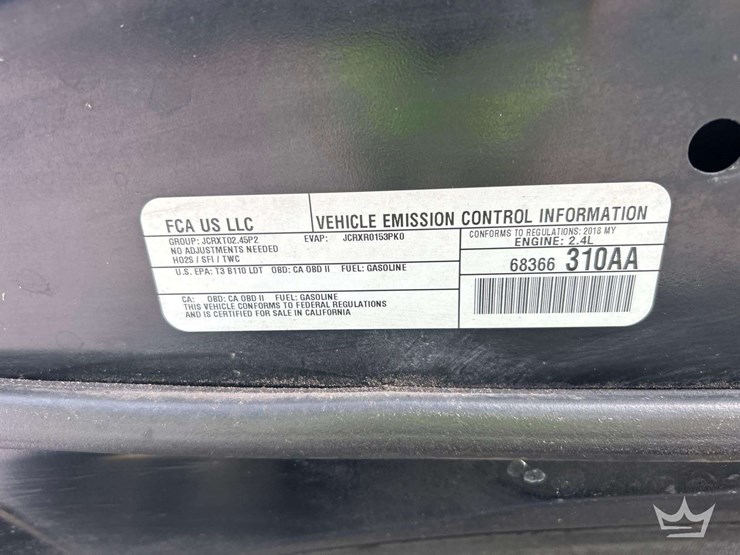 FCA US LLC
VEHICLE EMISSION CONTROL INFORMATION
GROUP: JCRXT02.45P2 EVAP: JCRXR0153PK0
NO ADJUSTMENTS NEEDED
HO2S / SFI / TWC
CONFORMS TO REGULATIONS: 2018 MY
ENGINE: 2.4L
U.S. EPA: T3 B110 LDT OBD: CA OBD II FUEL: GASOLINE
68366 310AA
CA: OBD: CA OBD II FUEL: GASOLINE
THIS VEHICLE CONFORMS TO FEDERAL REGULATIONS
AND IS CERTIFIED FOR SALE IN CALIFORNIA